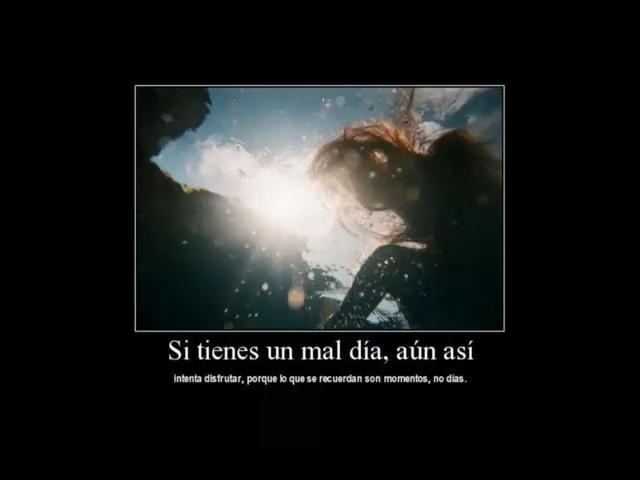 Si tienes un mal día, aún así
intenta disfrutar, porque lo que se recuerdan son momentos, no días.